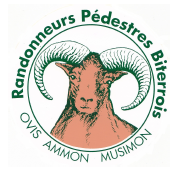 Randonneurs Pédestres Biterrois
OVIS AMMON MUSIMON